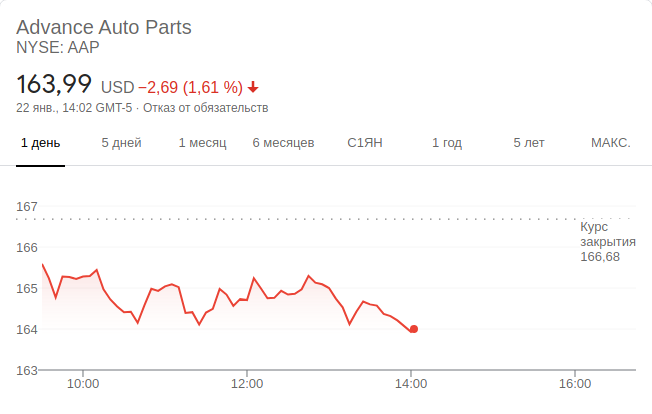 Advance Auto Parts
NYSE: AAP
163,99 USD −2,69 (1,61 %)
22 янв., 14:02 GMT-5 · Отказ от обязательств
1 день 5 дней 1 месяц 6 месяцев С1ЯН 1 год 5 лет МАКС.
167
Курс
закрытия
166,68
166
165
164
163
10:00 12:00 14:00 16:00